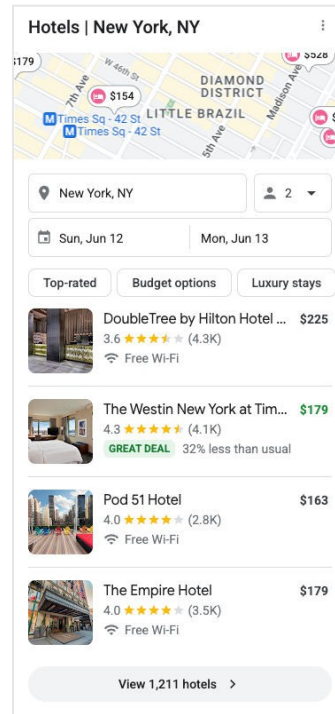 Hotels | New York, NY
$179
$528
W 46th St
7th Ave
$154
DIAMOND
DISTRICT
Madison Ave
LITTLE BRAZIL
Times Sq - 42 St
Times Sq - 42 St
5th Ave
New York, NY
2
Sun, Jun 12
Mon, Jun 13
Top-rated
Budget options
Luxury stays
DoubleTree by Hilton Hotel ... $225
3.6 (4.3K)
Free Wi-Fi
The Westin New York at Tim... $179
4.3 (4.1K)
GREAT DEAL 32% less than usual
Pod 51 Hotel $163
4.0 (2.8K)
Free Wi-Fi
The Empire Hotel $179
4.0 (3.5K)
Free Wi-Fi
View 1,211 hotels